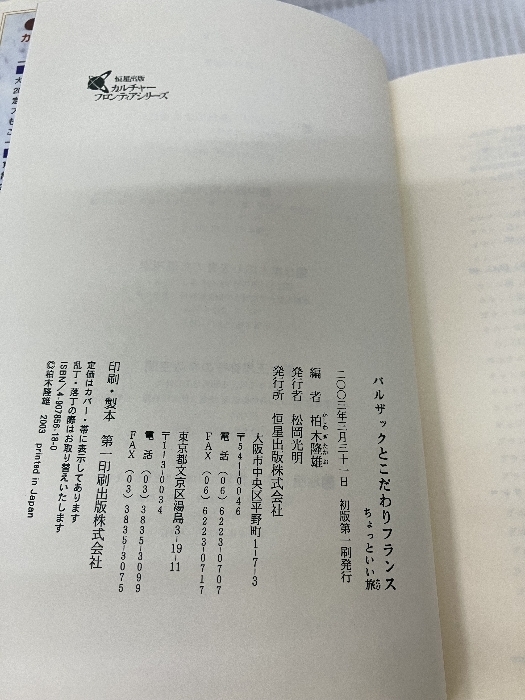 恒星出版
カルチャー
フロンティアシリーズ
バルザックとこだわりフランス
ちょっといい旅
二〇〇三年三月三十一日 初版第一刷発行
編者 柏木隆雄
発行者 松岡光明
発行所 恒星出版株式会社
大阪市中央区平野町1-7-3
〒541-0046
電話 (06) 6223-0707
FAX (06) 6223-0717
東京都文京区湯島3-19-11
〒113-0034
電話 (03) 3835-3099
FAX (03) 3835-3075
印刷・製本 第一印刷出版株式会社
定価はカバー・帯に表示してあります
乱丁・落丁の際はお取り替えいたします
ISBN/4-907856-18-0
©柏木隆雄 2003 printed in Japan